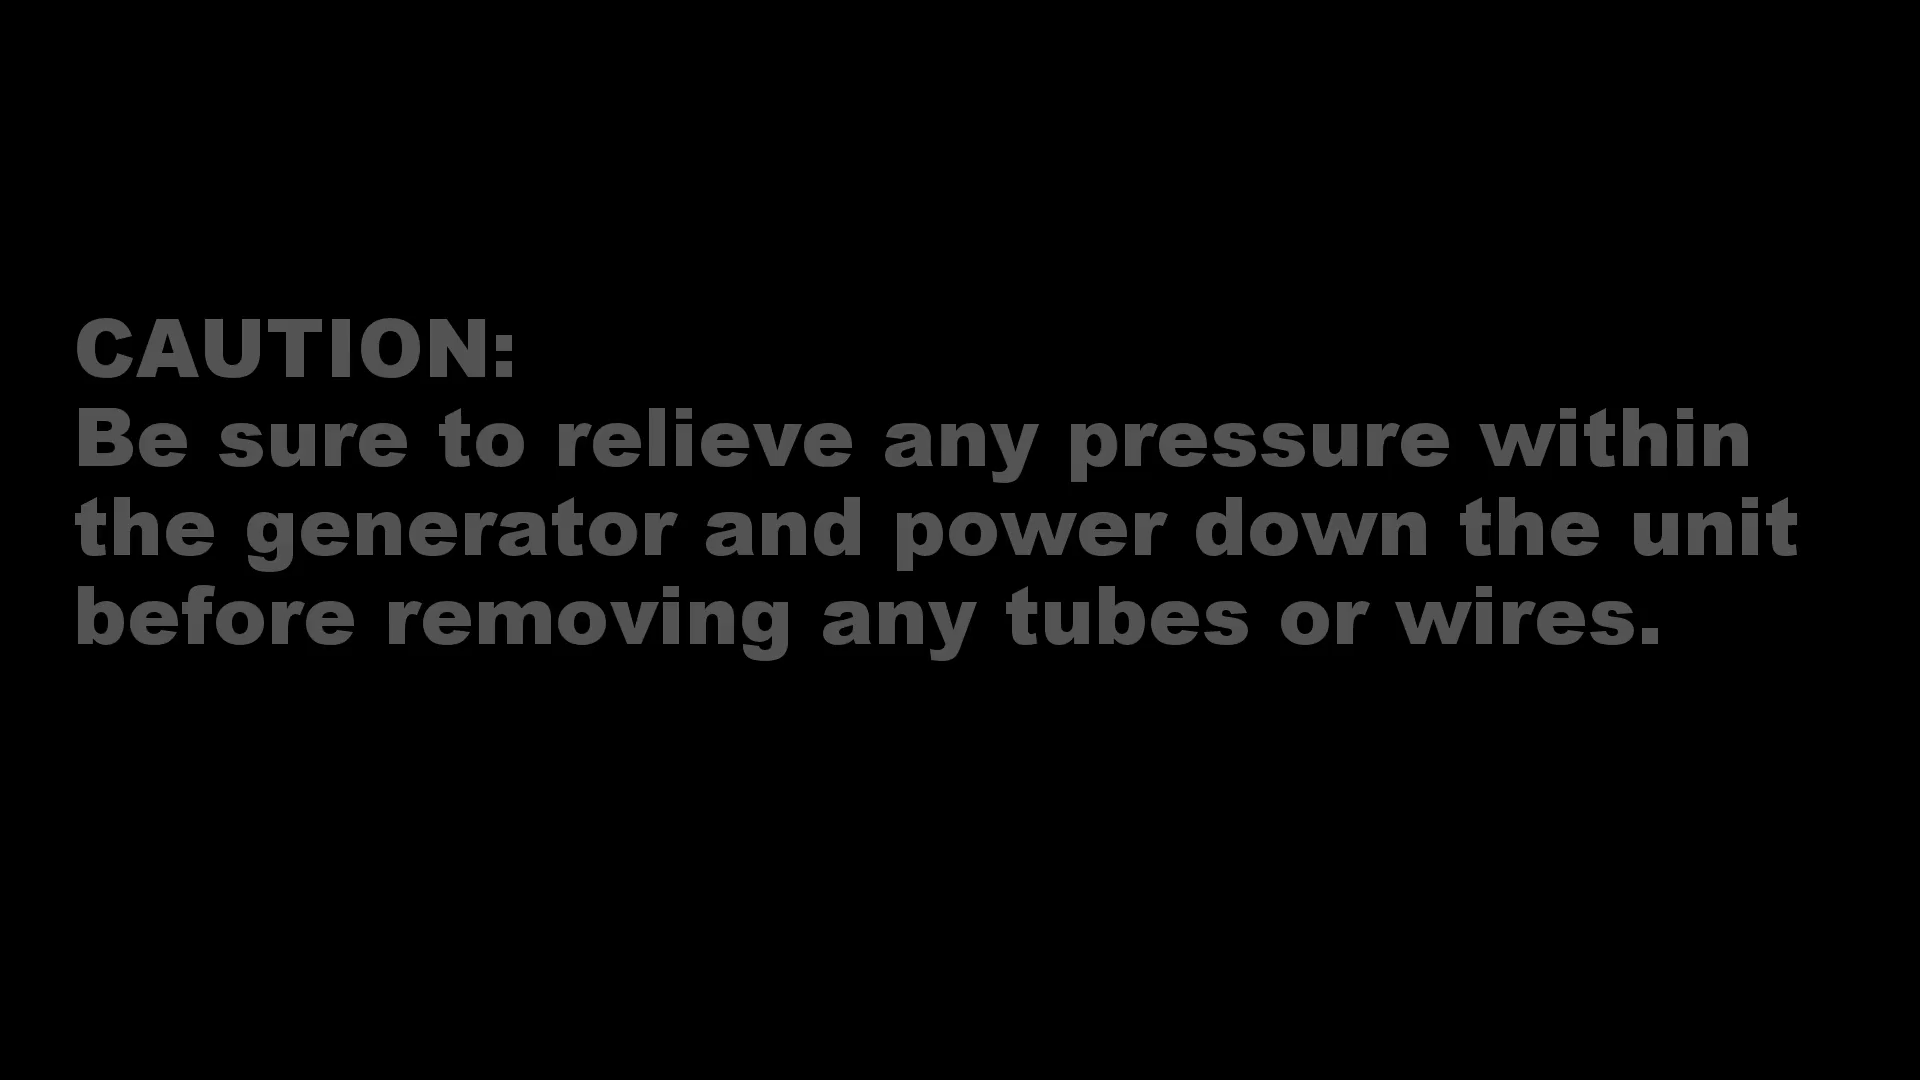 CAUTION:
Be sure to relieve any pressure within
the generator and power down the unit
before removing any tubes or wires.